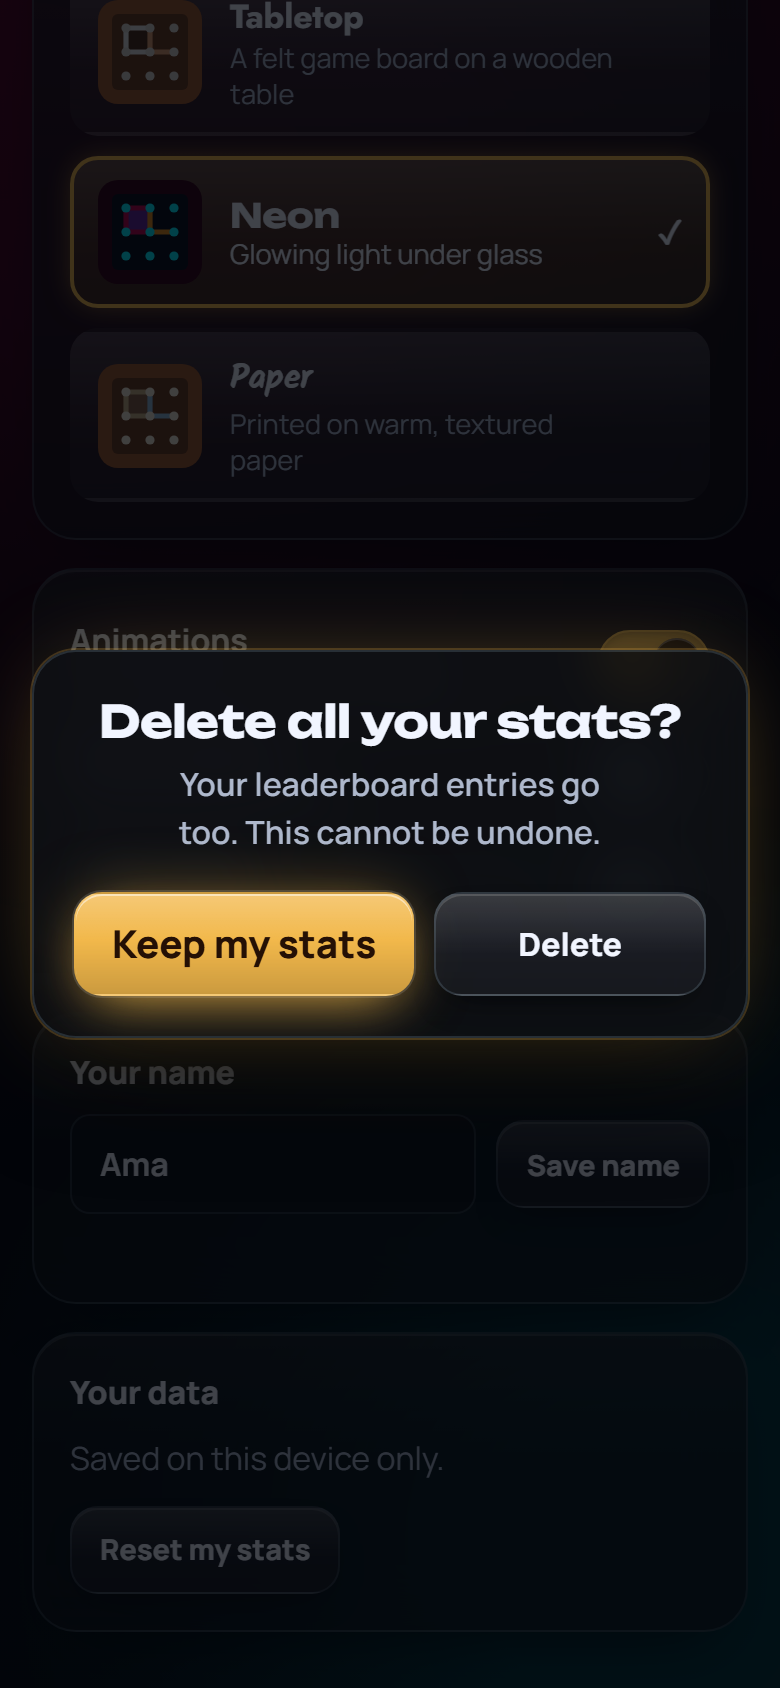 Tabletop
A felt game board on a wooden
table
Neon
Glowing light under glass
Paper
Printed on warm, textured
paper
Animations
Delete all your stats?
Your leaderboard entries go
too. This cannot be undone.
Keep my stats
Delete
Your name
Ama
Save name
Your data
Saved on this device only.
Reset my stats